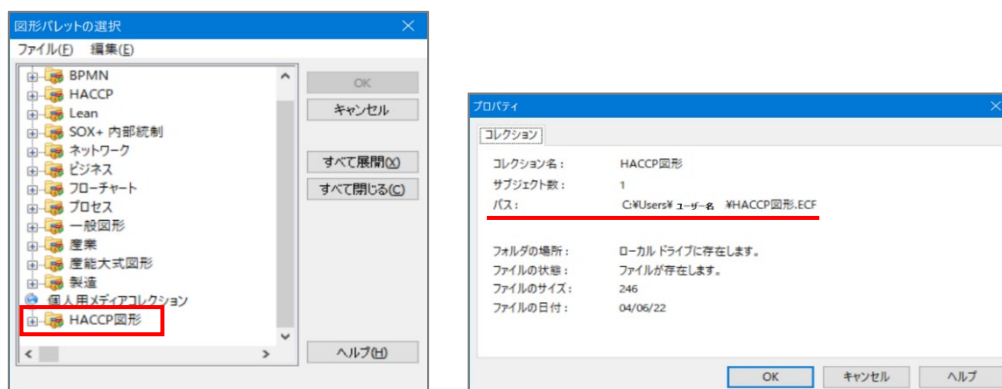 図形パレットの選択
ファイル(F) 編集(E)
BPMN
HACCP
Lean
SOX+ 内部統制
ネットワーク
ビジネス
フローチャート
プロセス
一般図形
産業
産能大式図形
製造
個人用メディアコレクション
HACCP図形
OK
キャンセル
すべて展開(X)
すべて閉じる(C)
ヘルプ(H)
プロパティ
コレクション
コレクション名: HACCP図形
サブジェクト数: 1
パス: C:¥Users¥ ユーザー名 ¥HACCP図形.ECF
フォルダの場所: ローカルドライブに存在します。
ファイルの状態: ファイルが存在します。
ファイルのサイズ: 246
ファイルの日付: 04/06/22
OK キャンセル ヘルプ